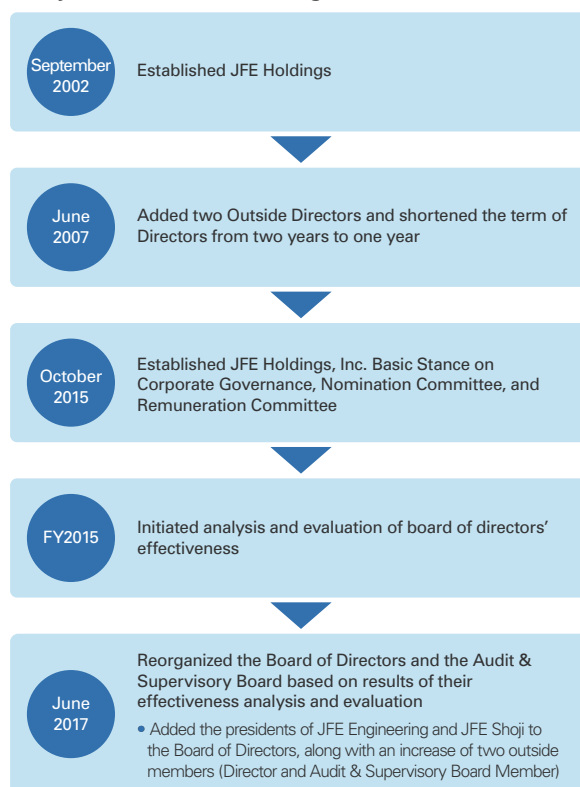 September
2002
Established JFE Holdings
June
2007
Added two Outside Directors and shortened the term of
Directors from two years to one year
October
2015
Established JFE Holdings, Inc. Basic Stance on
Corporate Governance, Nomination Committee, and
Remuneration Committee
FY2015
Initiated analysis and evaluation of board of directors’
effectiveness
June
2017
Reorganized the Board of Directors and the Audit &
Supervisory Board based on results of their
effectiveness analysis and evaluation
• Added the presidents of JFE Engineering and JFE Shoji to
the Board of Directors, along with an increase of two outside
members (Director and Audit & Supervisory Board Member)